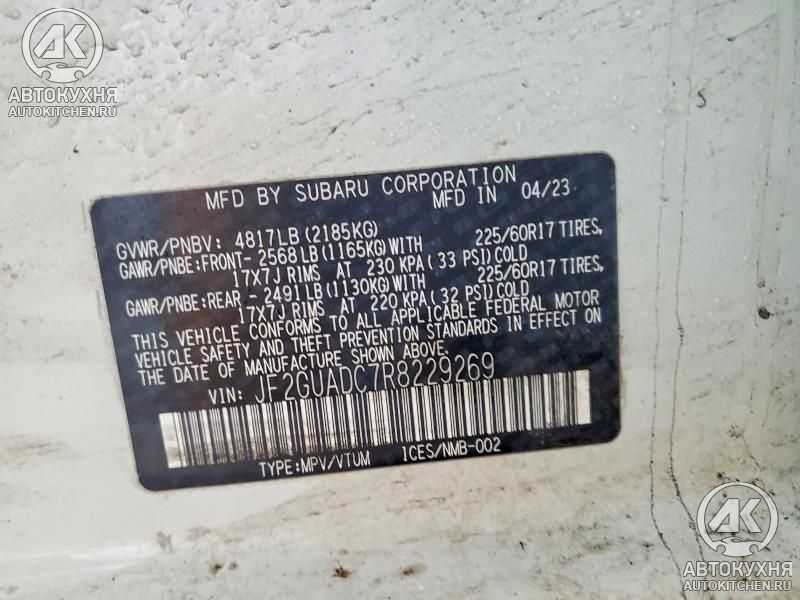 АК
АВТОКУХНЯ
AUTOKITCHEN.RU
MFD BY SUBARU CORPORATION
MFD IN 04/23
GVWR/PNBV: 4817LB(2185KG)
GAWR/PNBE:FRONT- 2568LB(1165KG)WITH 225/60R17 TIRES,
17X7J RIMS AT 230 KPA(33 PSI)COLD
GAWR/PNBE:REAR - 2491LB(1130KG)WITH 225/60R17 TIRES,
17X7J RIMS AT 220 KPA(32 PSI)COLD
THIS VEHICLE CONFORMS TO ALL APPLICABLE FEDERAL MOTOR
VEHICLE SAFETY AND THEFT PREVENTION STANDARDS IN EFFECT ON
THE DATE OF MANUFACTURE SHOWN ABOVE.
VIN: JF2GUADC7R8229269
TYPE:MPV/VTUM ICES/NMB-002
АК
АВТОКУХНЯ
AUTOKITCHEN.RU